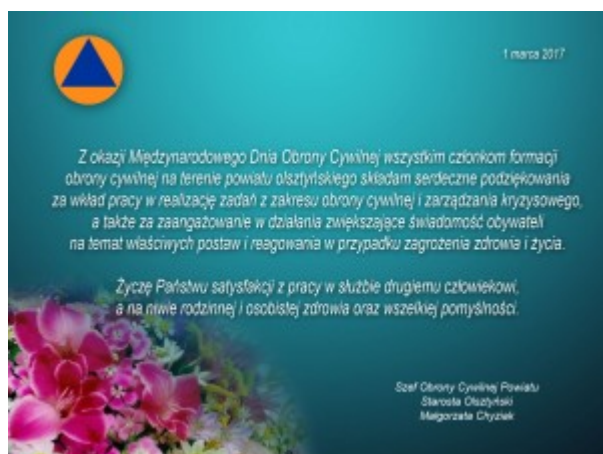 1 marca 2017
Z okazji Międzynarodowego Dnia Obrony Cywilnej wszystkim członkom formacji
obrony cywilnej na terenie powiatu olsztyńskiego składam serdeczne podziękowania
za wkład pracy w realizację zadań z zakresu obrony cywilnej i zarządzania kryzysowego,
a także za zaangażowanie w działania zwiększające świadomość obywateli
na temat właściwych postaw i reagowania w przypadku zagrożenia zdrowia i życia.
Życzę Państwu satysfakcji z pracy w służbie drugiemu człowiekowi,
a na niwie rodzinnej i osobistej zdrowia oraz wszelkiej pomyślności.
Szef Obrony Cywilnej Powiatu
Starosta Olsztyński
Małgorzata Chyziak